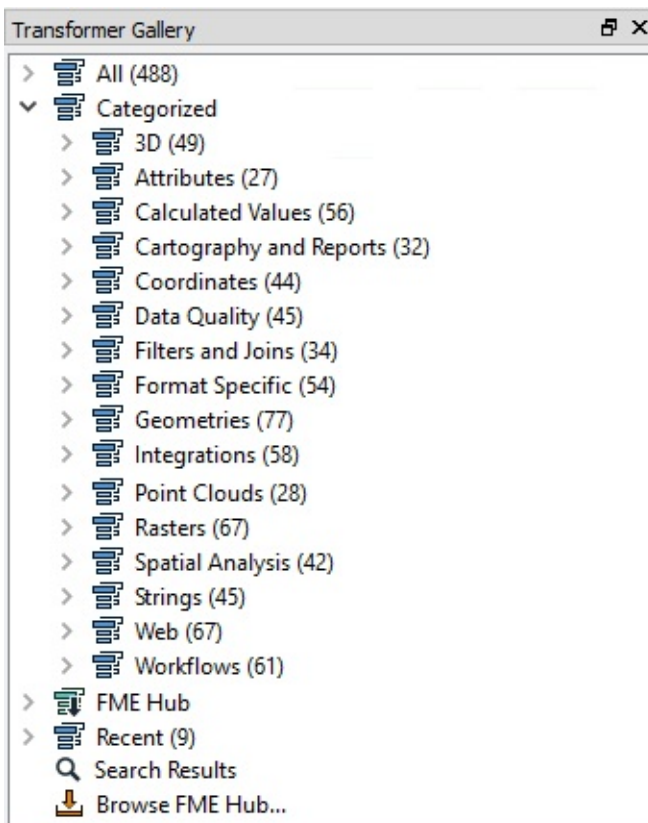 Transformer Gallery
All (488)
Categorized
3D (49)
Attributes (27)
Calculated Values (56)
Cartography and Reports (32)
Coordinates (44)
Data Quality (45)
Filters and Joins (34)
Format Specific (54)
Geometries (77)
Integrations (58)
Point Clouds (28)
Rasters (67)
Spatial Analysis (42)
Strings (45)
Web (67)
Workflows (61)
FME Hub
Recent (9)
Search Results
Browse FME Hub...